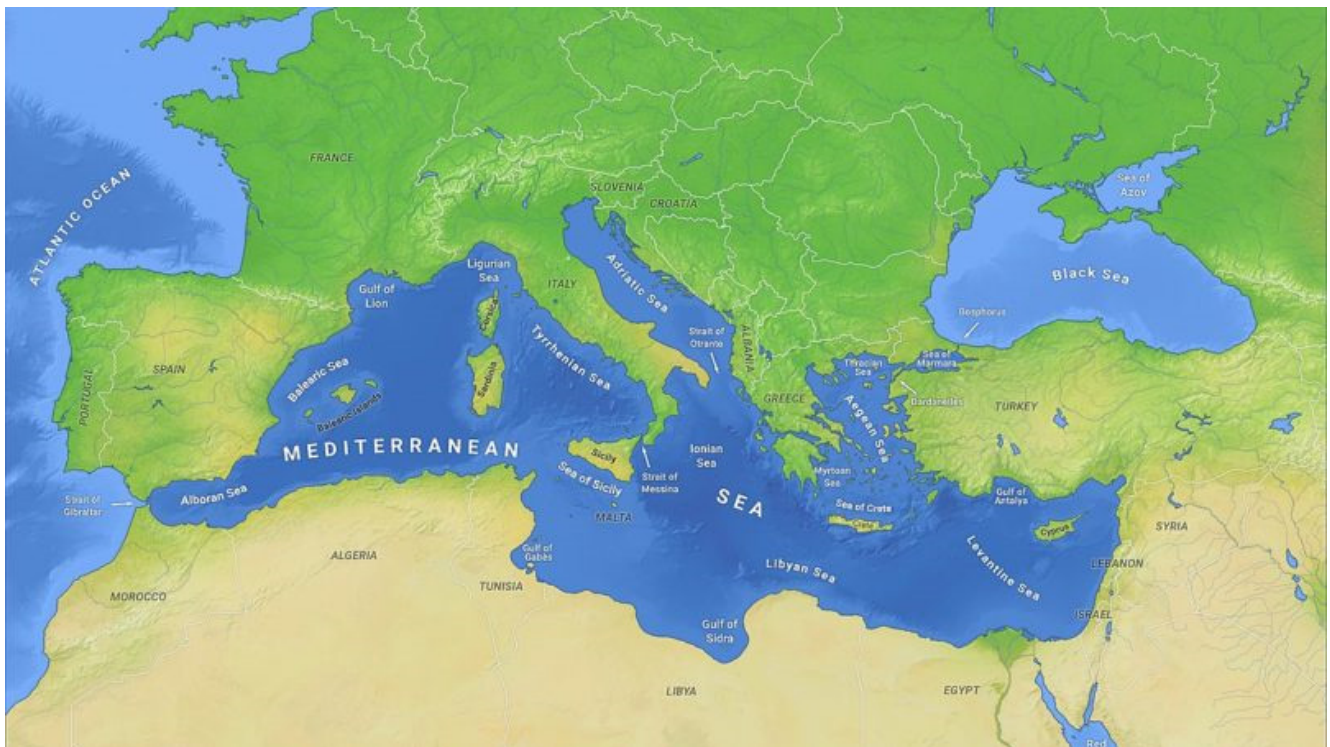 FRANCE
ATLANTIC OCEAN
SLOVENIA
CROATIA
Sea of
Azov
Black Sea
Ligurian
Sea
Gulf of
Lion
ITALY
Adriatic Sea
Corsica
Bosphorus
Strait of
Otranto
ALBANIA
Tyrrhenian Sea
Thracian
Sea
Sea of
Marmara
Balearic Sea
SPAIN
PORTUGAL
Sardinia
Balearic Islands
GREECE
Dardanelles
TURKEY
Aegean Sea
MEDITERRANEAN
SEA
Sicily
Ionian
Sea
Myrtoan
Sea
Sea of Sicily
Strait of
Messina
Alboran Sea
Strait of
Gibraltar
MALTA
Sea of Crete
Crete
Gulf of
Antalya
Cyprus
SYRIA
ALGERIA
Gulf of
Gabès
TUNISIA
Libyan Sea
Levantine Sea
LEBANON
MOROCCO
ISRAEL
Gulf of
Sidra
LIBYA
EGYPT
Red